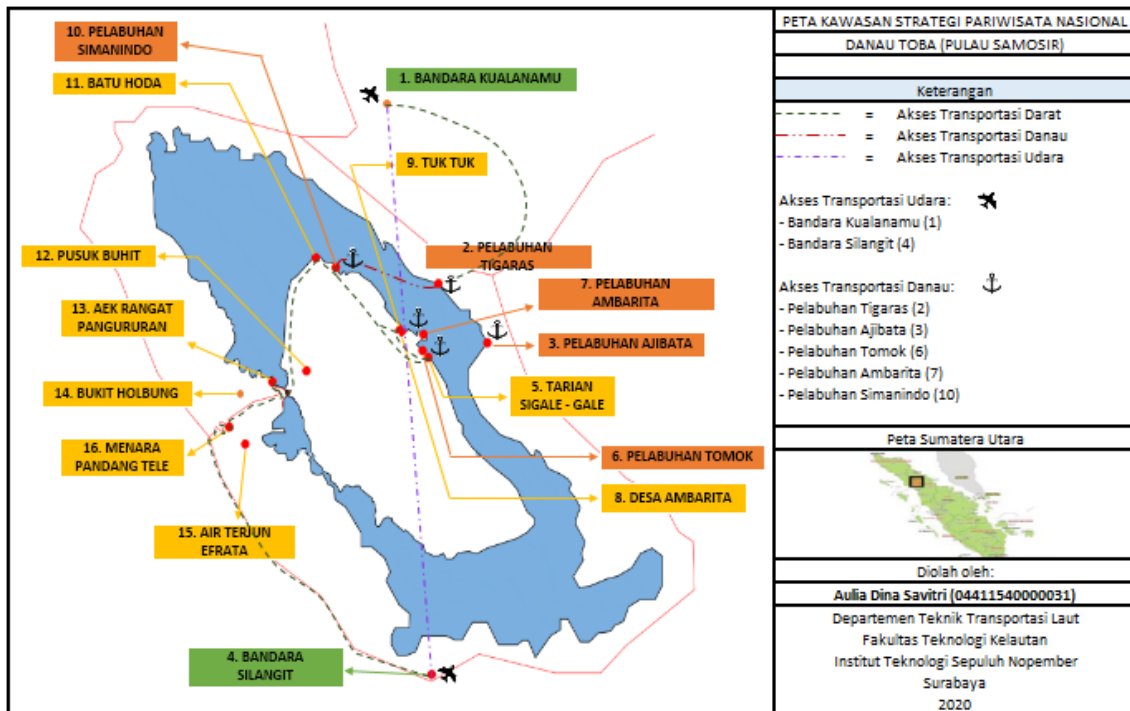 10. PELABUHAN
SIMANINDO
11. BATU HODA
1. BANDARA KUALANAMU
9. TUK TUK
2. PELABUHAN
TIGARAS
12. PUSUK BUHIT
7. PELABUHAN
AMBARITA
13. AEK RANGAT
PANGURURAN
3. PELABUHAN AJIBATA
14. BUKIT HOLBUNG
5. TARIAN
SIGALE - GALE
16. MENARA
PANDANG TELE
6. PELABUHAN TOMOK
8. DESA AMBARITA
15. AIR TERJUN
EFRATA
4. BANDARA
SILANGIT
PETA KAWASAN STRATEGI PARIWISATA NASIONAL
DANAU TOBA (PULAU SAMOSIR)
Keterangan
= Akses Transportasi Darat
= Akses Transportasi Danau
= Akses Transportasi Udara
Akses Transportasi Udara:
- Bandara Kualanamu (1)
- Bandara Silangit (4)
Akses Transportasi Danau:
- Pelabuhan Tigaras (2)
- Pelabuhan Ajibata (3)
- Pelabuhan Tomok (6)
- Pelabuhan Ambarita (7)
- Pelabuhan Simanindo (10)
Peta Sumatera Utara
Diolah oleh:
Aulia Dina Savitri (04411540000031)
Departemen Teknik Transportasi Laut
Fakultas Teknologi Kelautan
Institut Teknologi Sepuluh Nopember
Surabaya
2020